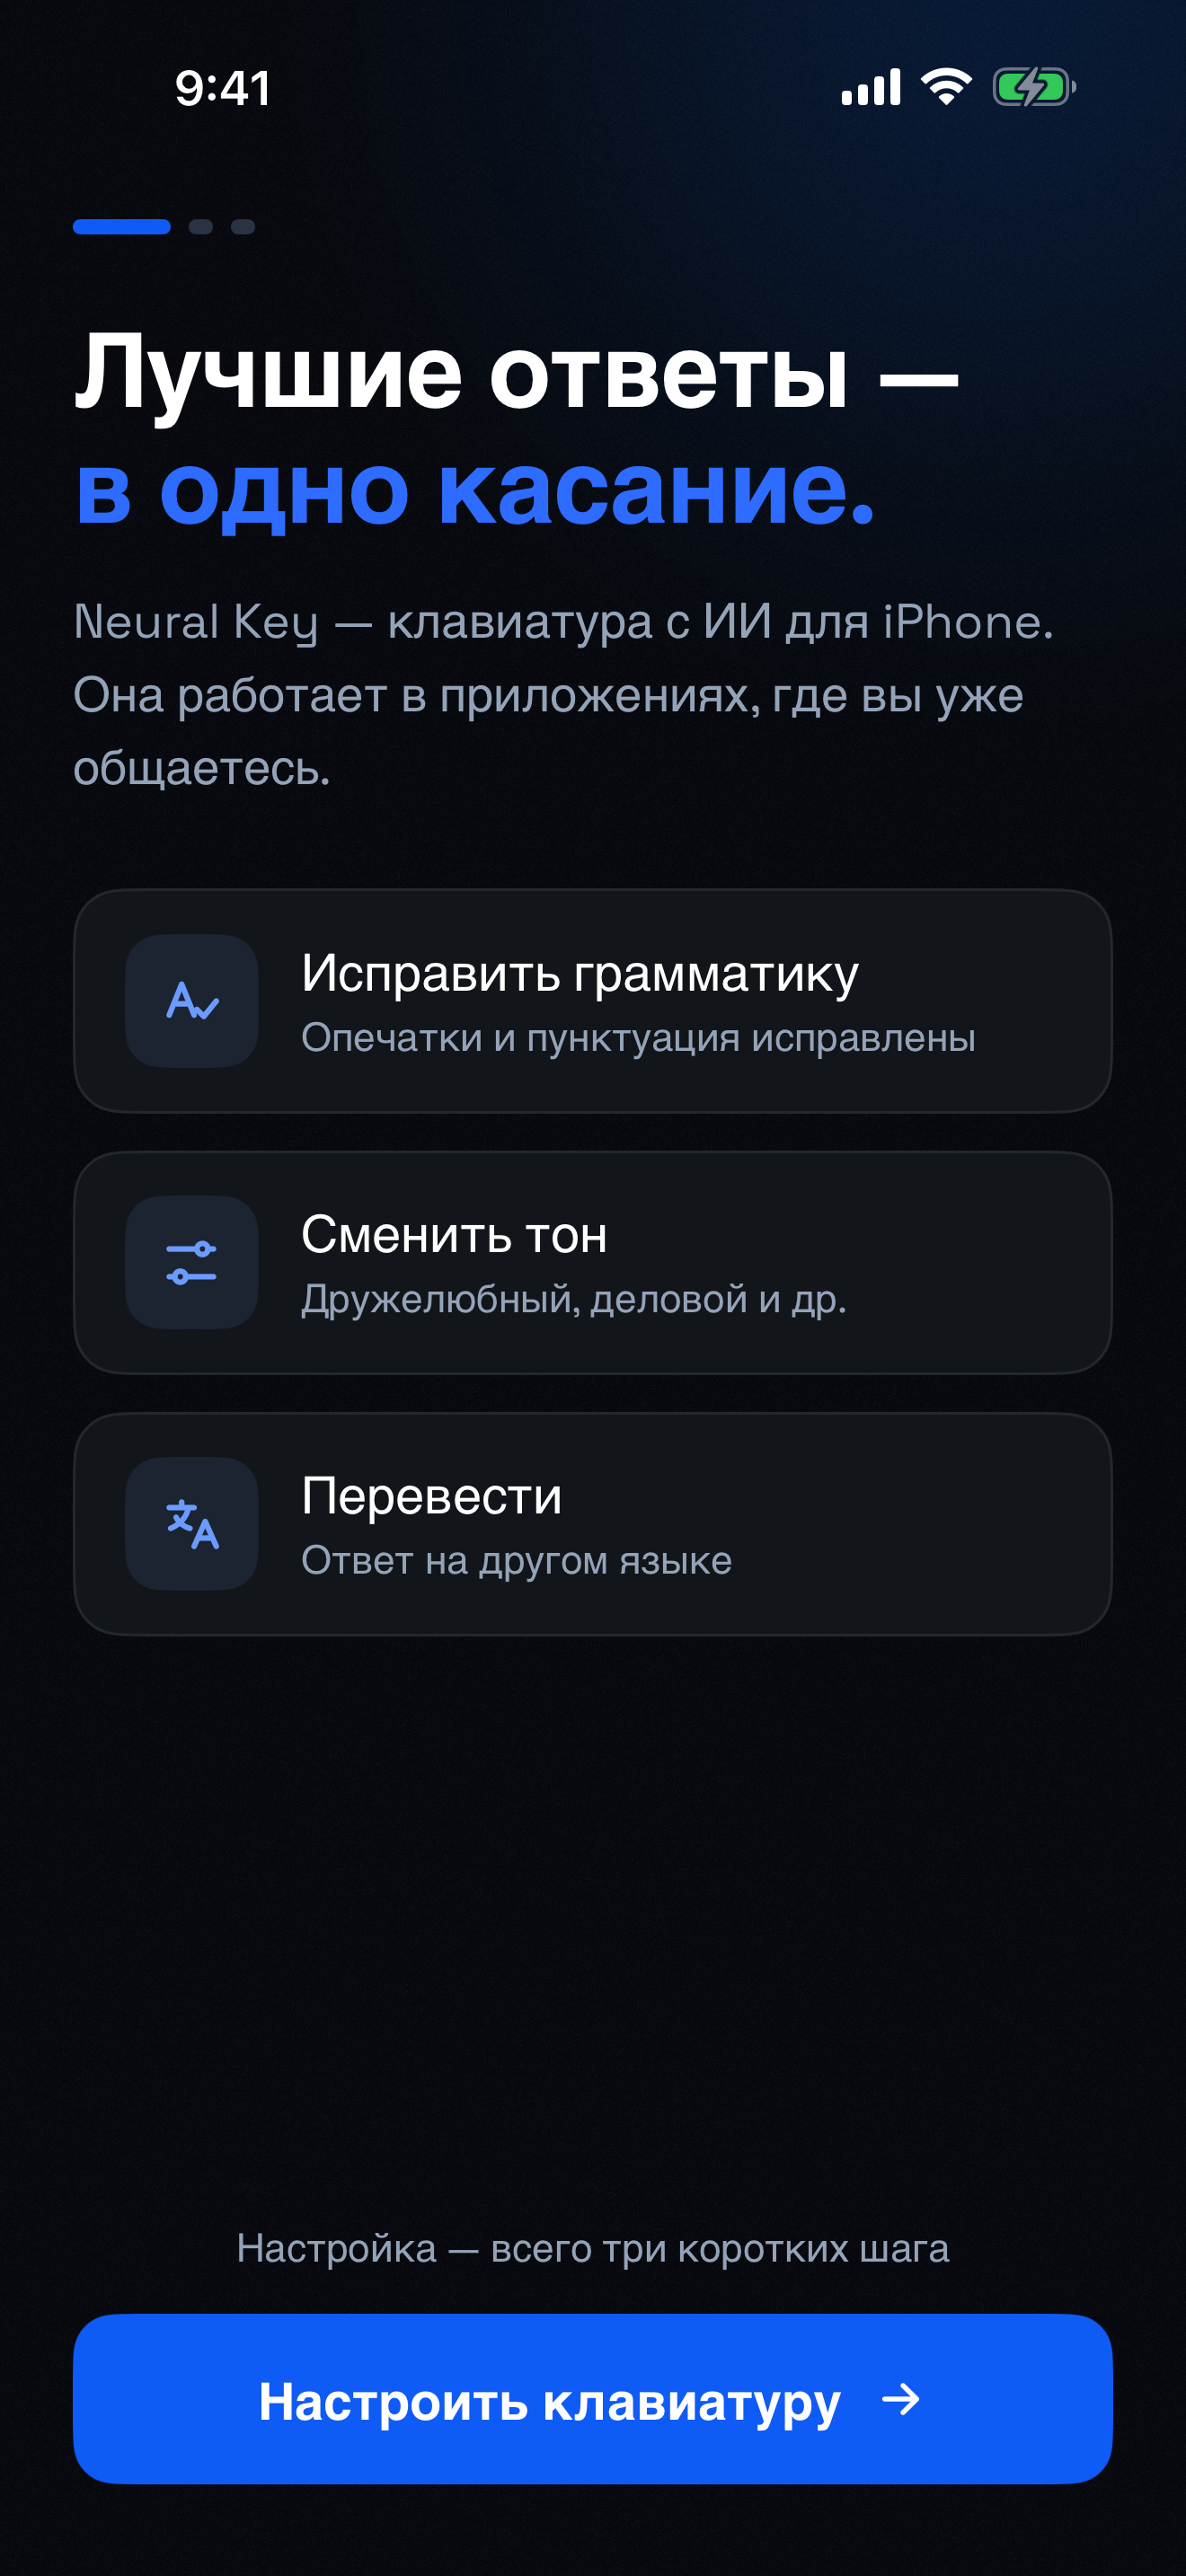 9:41
Лучшие ответы —
в одно касание.
Neural Key — клавиатура с ИИ для iPhone.
Она работает в приложениях, где вы уже
общаетесь.
Исправить грамматику
Опечатки и пунктуация исправлены
Сменить тон
Дружелюбный, деловой и др.
Перевести
Ответ на другом языке
Настройка — всего три коротких шага
Настроить клавиатуру →